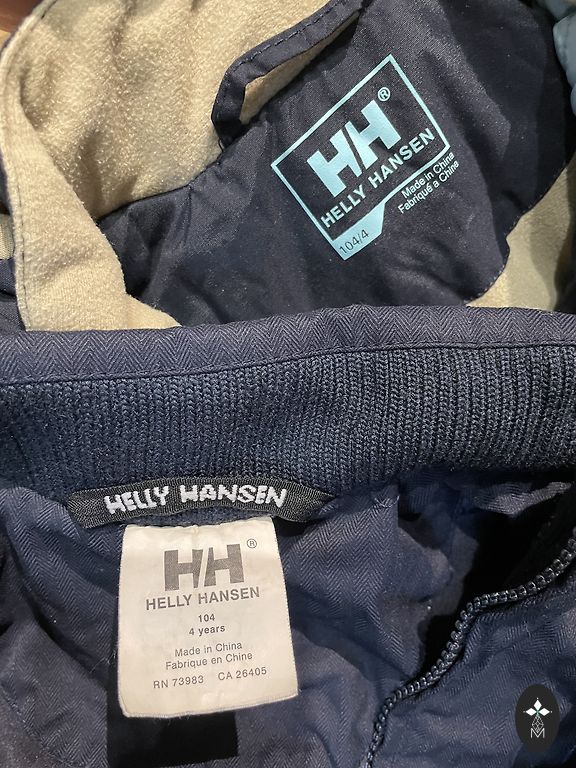 HH®
HELLY HANSEN
Made in China
Fabriqué a Chine
104/4
HELLY HANSEN
HH®
HELLY HANSEN
104
4 years
Made in China
Fabrique en Chine
RN 73983 CA 26405
M